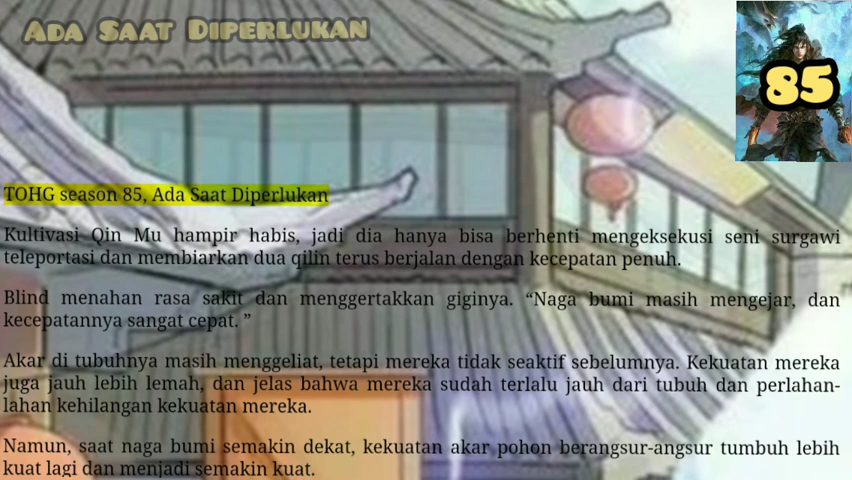 Ada Saat Diperlukan
85
TOHG season 85, Ada Saat Diperlukan
Kultivasi Qin Mu hampir habis, jadi dia hanya bisa berhenti mengeksekusi seni surgawi
teleportasi dan membiarkan dua qilin terus berjalan dengan kecepatan penuh.
Blind menahan rasa sakit dan menggertakkan giginya. “Naga bumi masih mengejar, dan
kecepatannya sangat cepat. ”
Akar di tubuhnya masih menggeliat, tetapi mereka tidak seaktif sebelumnya. Kekuatan mereka
juga jauh lebih lemah, dan jelas bahwa mereka sudah terlalu jauh dari tubuh dan perlahan-
lahan kehilangan kekuatan mereka.
Namun, saat naga bumi semakin dekat, kekuatan akar pohon berangsur-angsur tumbuh lebih
kuat lagi dan menjadi semakin kuat.